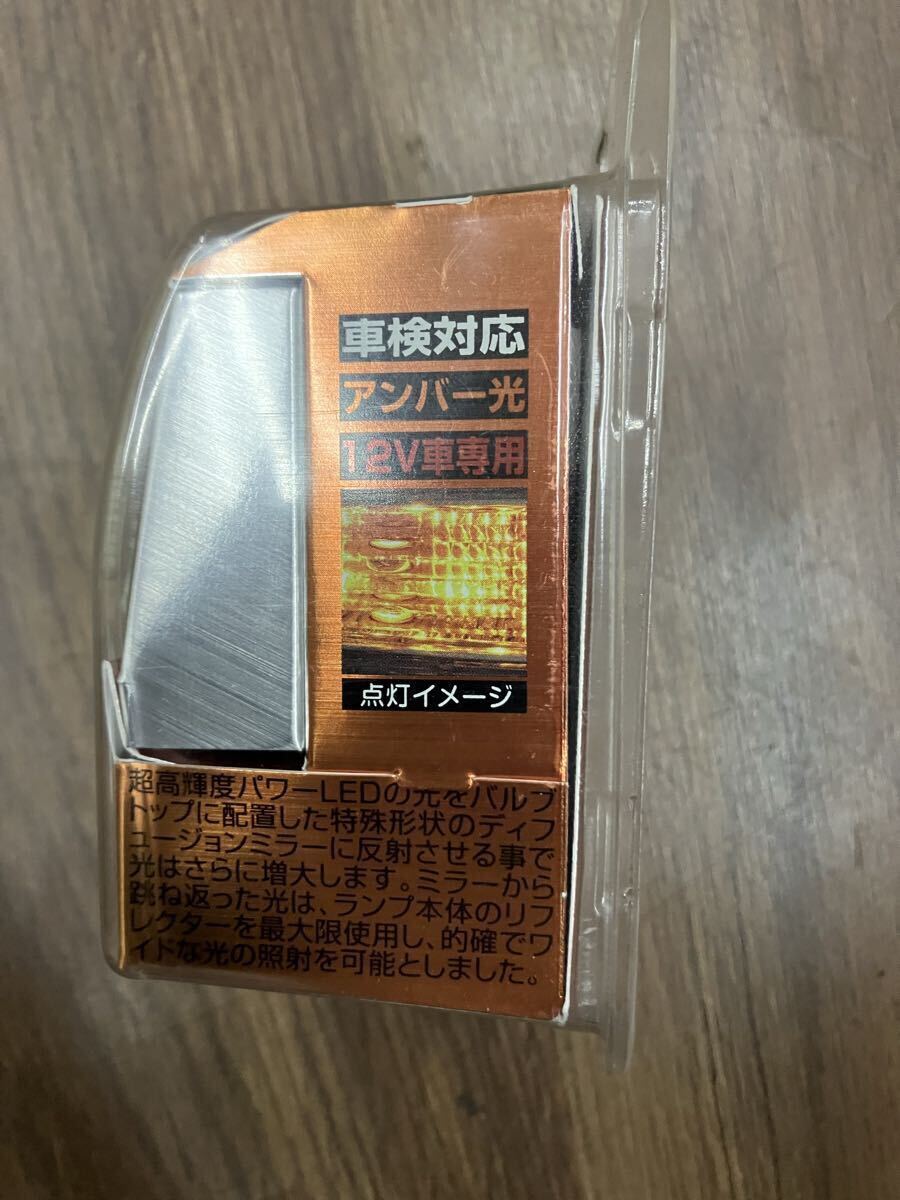 車検対応
アンバー光
12V車専用
点灯イメージ
超高輝度パワーLEDの光をバルブ
トップに配置した特殊形状のディフ
ュージョンミラーに反射させる事で
光はさらに増大します。ミラーから
跳ね返った光は、ランプ本体のリフ
レクターを最大限使用し、的確でワ
イドな光の照射を可能としました。